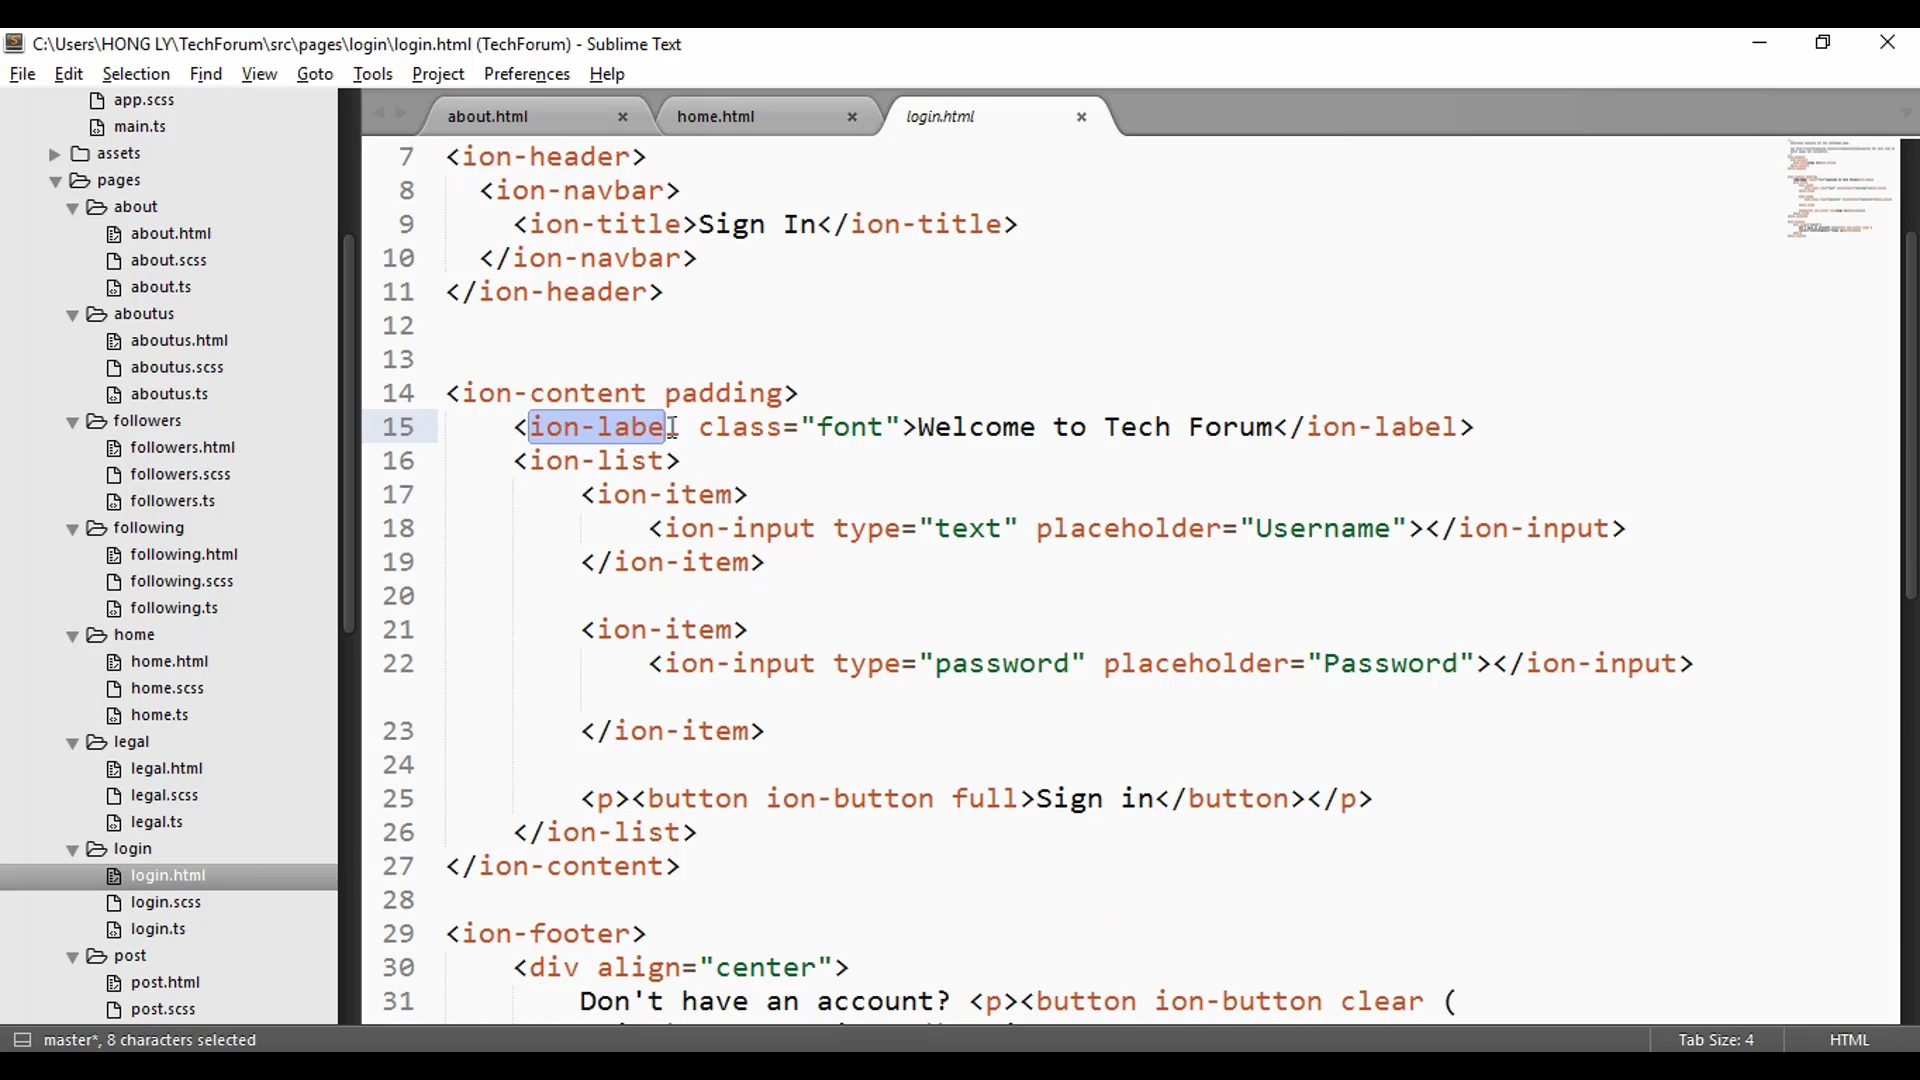 C:\Users\HONG LY\TechForum\src\pages\login\login.html (TechForum) - Sublime Text
File Edit Selection Find View Goto Tools Project Preferences Help
app.scss
main.ts
assets
pages
about
about.html
about.scss
about.ts
aboutus
aboutus.html
aboutus.scss
aboutus.ts
followers
followers.html
followers.scss
followers.ts
following
following.html
following.scss
following.ts
home
home.html
home.scss
home.ts
legal
legal.html
legal.scss
legal.ts
login
login.html
login.scss
login.ts
post
post.html
post.scss
about.html home.html login.html
7 <ion-header>
8 <ion-navbar>
9 <ion-title>Sign In</ion-title>
10 </ion-navbar>
11 </ion-header>
12
13
14 <ion-content padding>
15 <ion-label class="font">Welcome to Tech Forum</ion-label>
16 <ion-list>
17 <ion-item>
18 <ion-input type="text" placeholder="Username"></ion-input>
19 </ion-item>
20
21 <ion-item>
22 <ion-input type="password" placeholder="Password"></ion-input>
23 </ion-item>
24
25 <p><button ion-button full>Sign in</button></p>
26 </ion-list>
27 </ion-content>
28
29 <ion-footer>
30 <div align="center">
31 Don't have an account? <p><button ion-button clear (
master*, 8 characters selected
Tab Size: 4
HTML